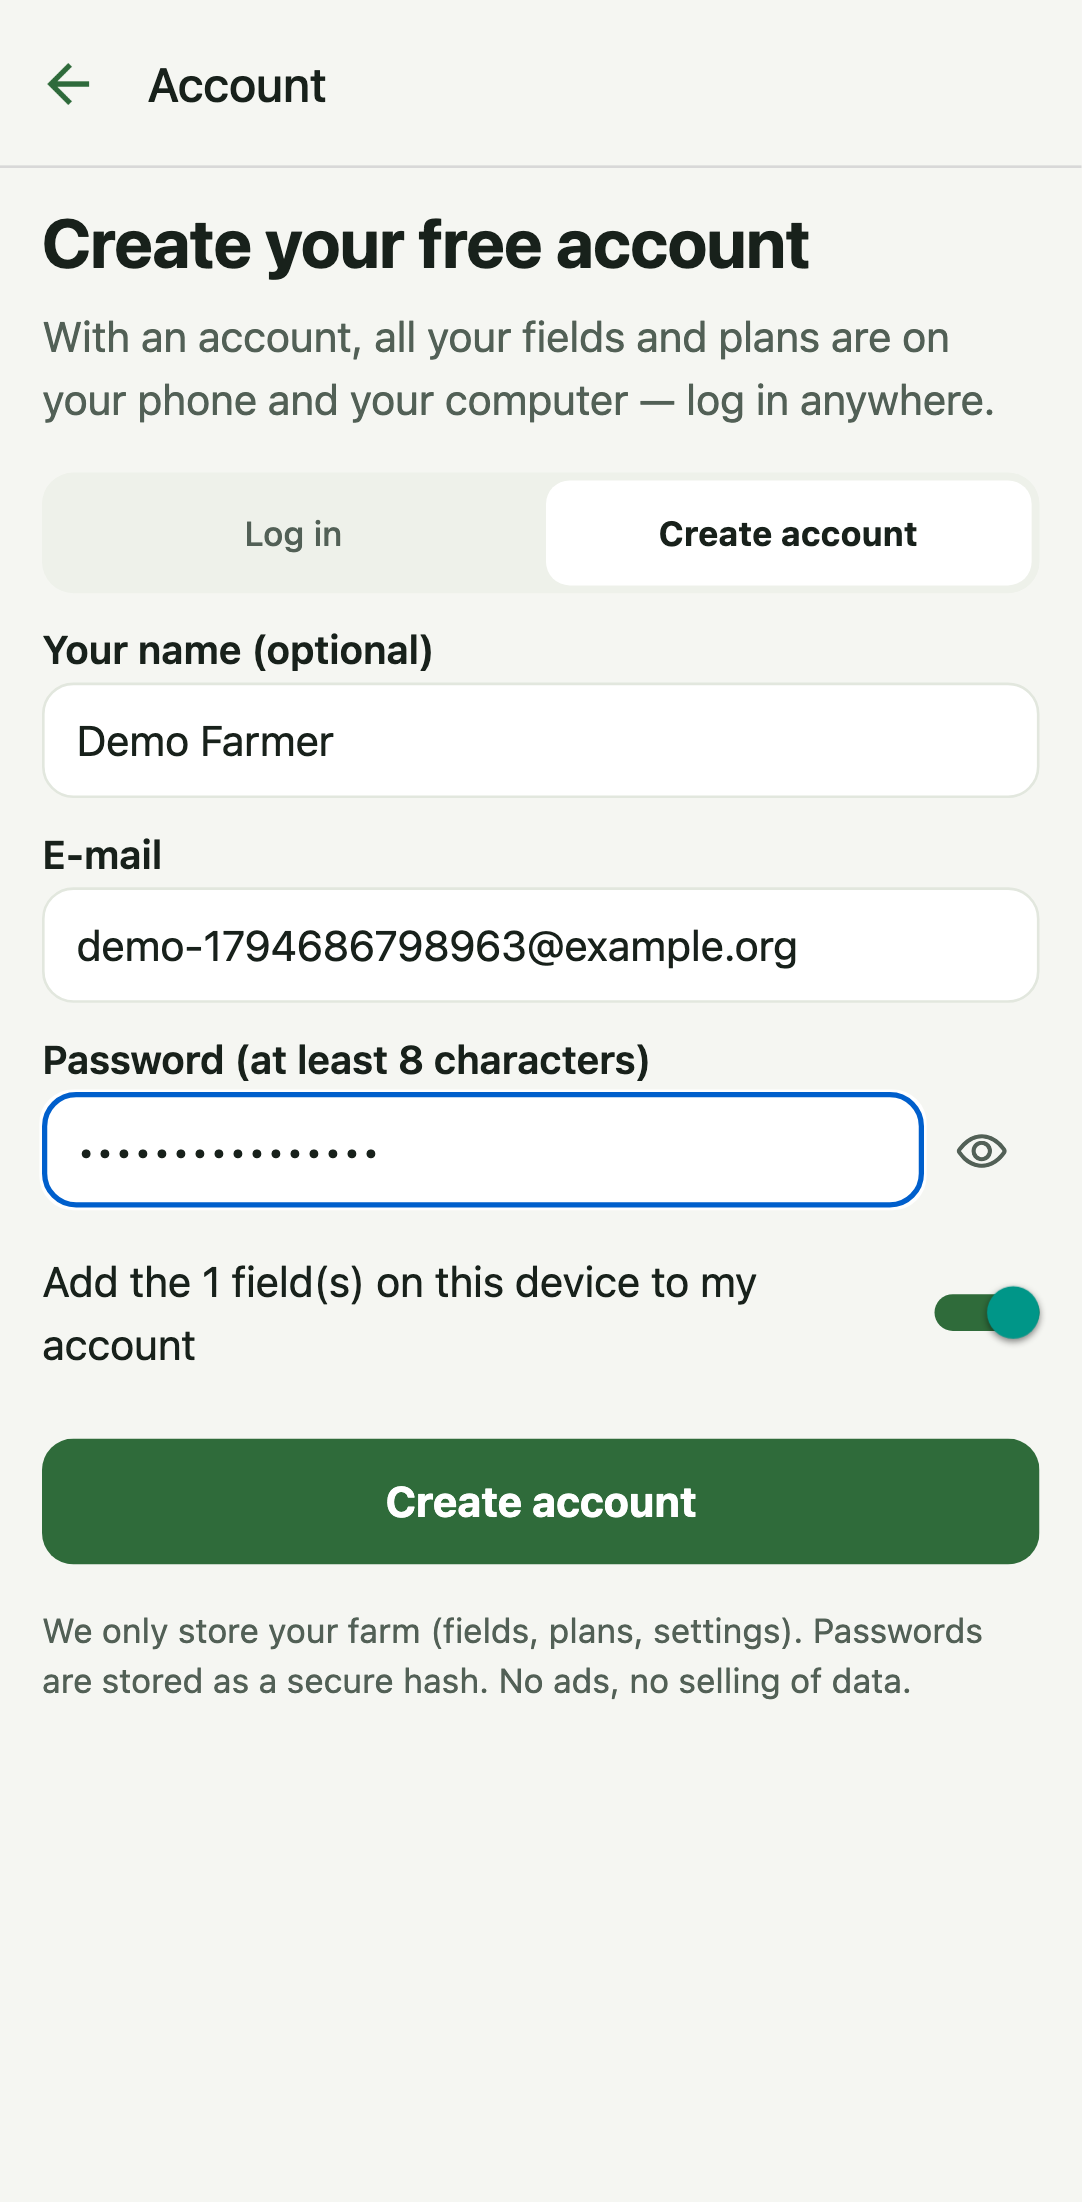 Account
Create your free account
With an account, all your fields and plans are on
your phone and your computer — log in anywhere.
Log in
Create account
Your name (optional)
Demo Farmer
E-mail
demo-1794686798963@example.org
Password (at least 8 characters)
••••••••••••••••
Add the 1 field(s) on this device to my
account
Create account
We only store your farm (fields, plans, settings). Passwords
are stored as a secure hash. No ads, no selling of data.